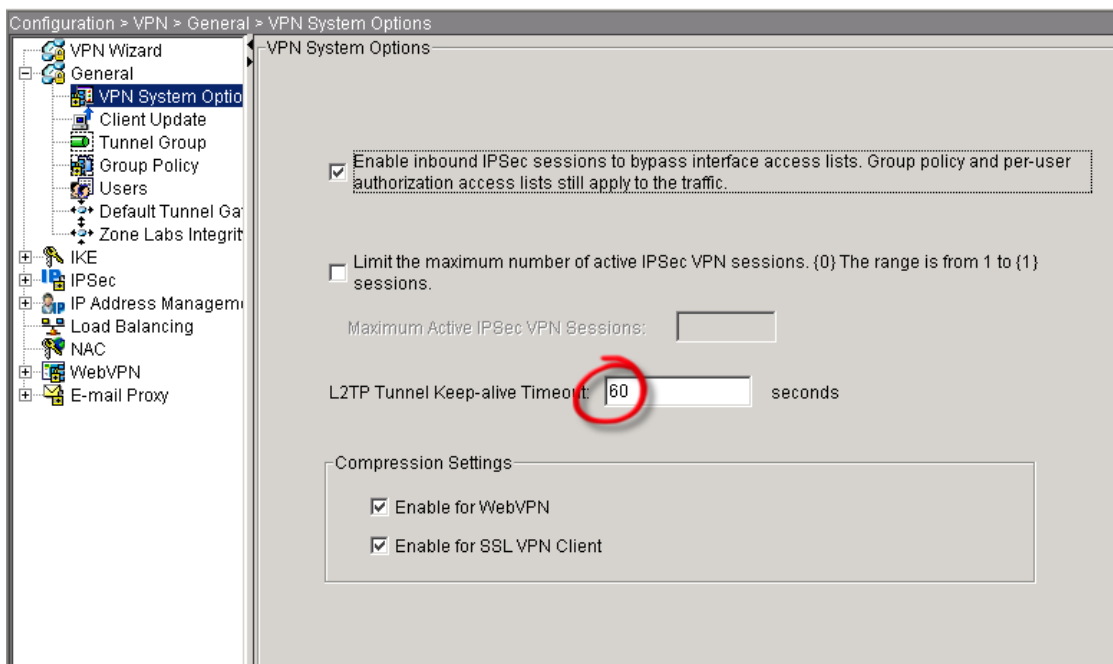 Configuration > VPN > General > VPN System Options
VPN Wizard
General
VPN System Optio
Client Update
Tunnel Group
Group Policy
Users
Default Tunnel Ga
Zone Labs Integrit
IKE
IPSec
IP Address Managem
Load Balancing
NAC
WebVPN
E-mail Proxy
VPN System Options
Enable inbound IPSec sessions to bypass interface access lists. Group policy and per-user
authorization access lists still apply to the traffic.
Limit the maximum number of active IPSec VPN sessions. {0} The range is from 1 to {1}
sessions.
Maximum Active IPSec VPN Sessions:
L2TP Tunnel Keep-alive Timeout: 60 seconds
Compression Settings
Enable for WebVPN
Enable for SSL VPN Client